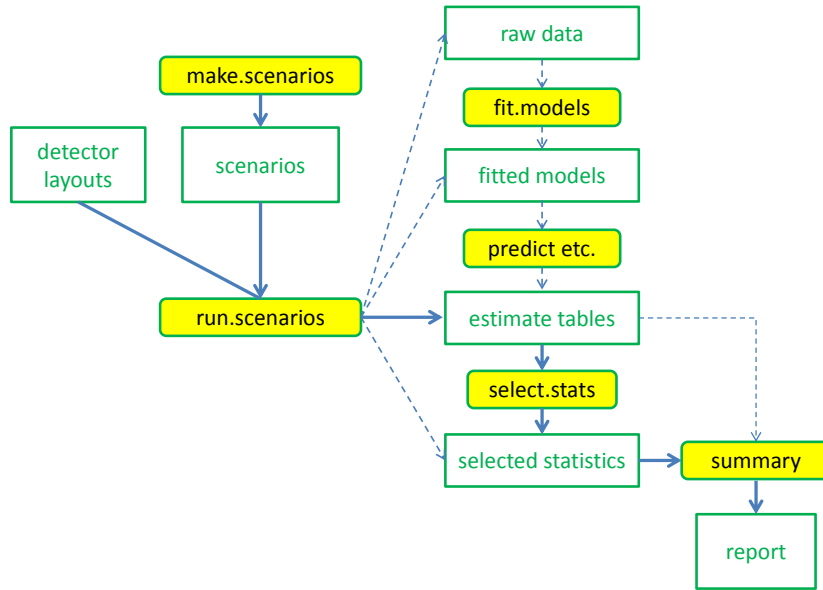 raw data
make.scenarios
fit.models
detector
layouts
scenarios
fitted models
predict etc.
run.scenarios
estimate tables
select.stats
selected statistics
summary
report